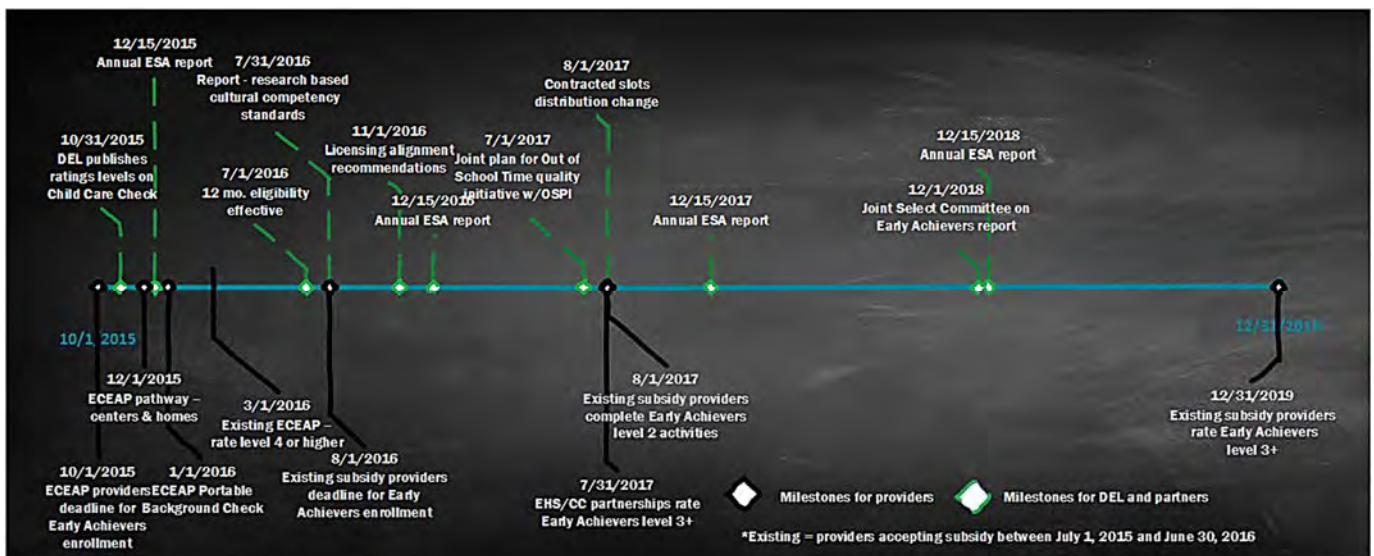 12/15/2015
Annual ESA report
7/31/2016
Report - research based
cultural competency
standards
8/1/2017
Contracted slots
distribution change
10/31/2015
DEL publishes
ratings levels on
Child Care Check
11/1/2016
Licensing alignment
recommendations
7/1/2017
Joint plan for Out of
School Time quality
initiative w/OSPI
12/15/2018
Annual ESA report
7/1/2016
12 mo. eligibility
effective
12/15/2016
Annual ESA report
12/15/2017
Annual ESA report
12/1/2018
Joint Select Committee on
Early Achievers report
10/1/2015
12/1/2015
ECEAP pathway –
centers & homes
3/1/2016
Existing ECEAP –
rate level 4 or higher
8/1/2017
Existing subsidy providers
complete Early Achievers
level 2 activities
12/31/2019
Existing subsidy providers
rate Early Achievers
level 3+
10/1/2015
ECEAP providers
deadline for
Early Achievers
enrollment
1/1/2016
ECEAP Portable
Background Check
8/1/2016
Existing subsidy providers
deadline for Early
Achievers enrollment
7/31/2017
EHS/CC partnerships rate
Early Achievers level 3+
Milestones for providers
Milestones for DEL and partners
*Existing = providers accepting subsidy between July 1, 2015 and June 30, 2016